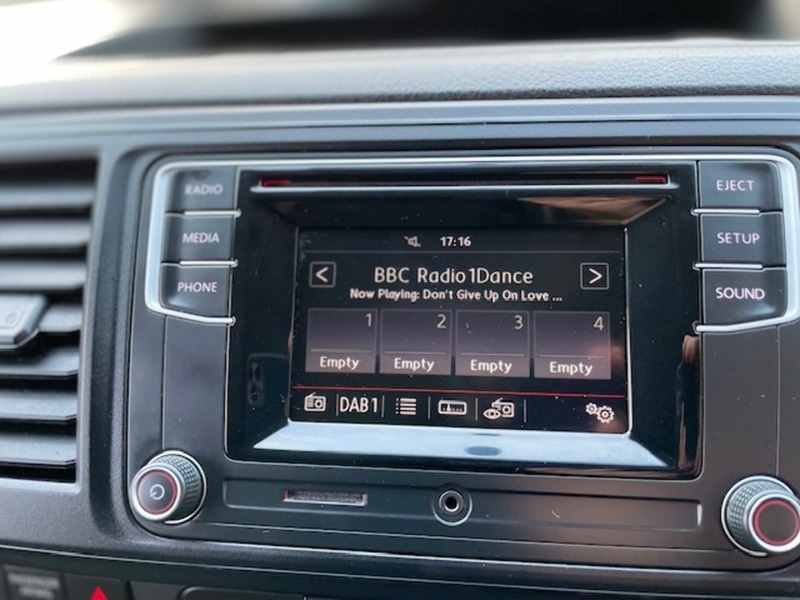 RADIO
MEDIA
PHONE
17:16
BBC Radio1Dance
Now Playing: Don't Give Up On Love ...
1 2 3 4
Empty Empty Empty Empty
DAB1
EJECT
SETUP
SOUND